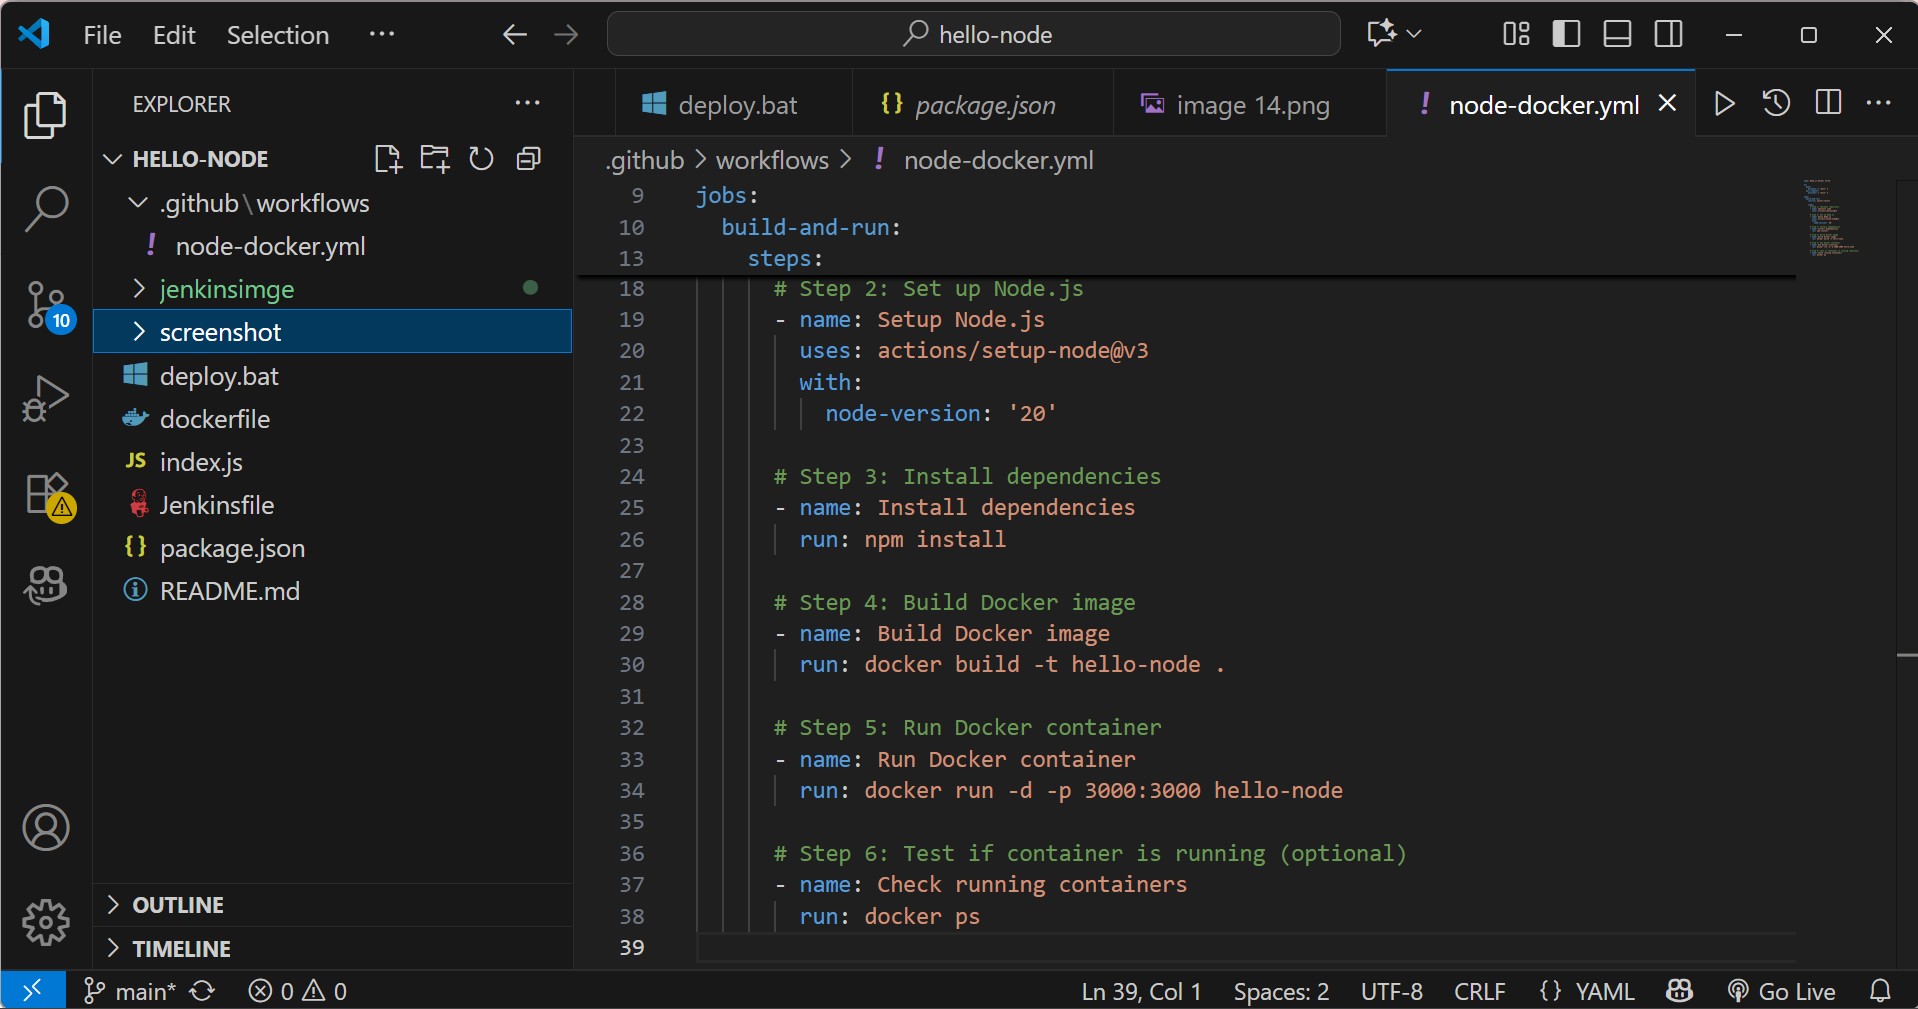 File Edit Selection ···
hello-node
EXPLORER
HELLO-NODE
.github\workflows
! node-docker.yml
jenkinsimge
screenshot
deploy.bat
dockerfile
JS index.js
Jenkinsfile
{} package.json
README.md
OUTLINE
TIMELINE
10
deploy.bat
{} package.json
image 14.png
! node-docker.yml
.github > workflows > ! node-docker.yml
9 jobs:
10 build-and-run:
13 steps:
18 # Step 2: Set up Node.js
19 - name: Setup Node.js
20 uses: actions/setup-node@v3
21 with:
22 node-version: '20'
23
24 # Step 3: Install dependencies
25 - name: Install dependencies
26 run: npm install
27
28 # Step 4: Build Docker image
29 - name: Build Docker image
30 run: docker build -t hello-node .
31
32 # Step 5: Run Docker container
33 - name: Run Docker container
34 run: docker run -d -p 3000:3000 hello-node
35
36 # Step 6: Test if container is running (optional)
37 - name: Check running containers
38 run: docker ps
39
main* 0 0 Ln 39, Col 1 Spaces: 2 UTF-8 CRLF {} YAML Go Live